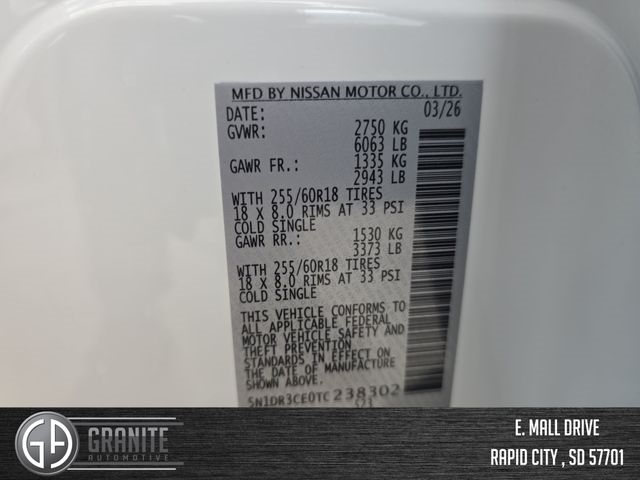 MFD BY NISSAN MOTOR CO., LTD.
DATE: 03/26
GVWR: 2750 KG
6063 LB
GAWR FR.: 1335 KG
2943 LB
WITH 255/60R18 TIRES
18 X 8.0 RIMS AT 33 PSI
COLD SINGLE
GAWR RR.: 1530 KG
3373 LB
WITH 255/60R18 TIRES
18 X 8.0 RIMS AT 33 PSI
COLD SINGLE
THIS VEHICLE CONFORMS TO
ALL APPLICABLE FEDERAL
MOTOR VEHICLE SAFETY AND
THEFT PREVENTION
STANDARDS IN EFFECT ON
THE DATE OF MANUFACTURE
SHOWN ABOVE.
5N1DR3CE0TC238302
GA GRANITE
AUTOMOTIVE
E. MALL DRIVE
RAPID CITY , SD 57701